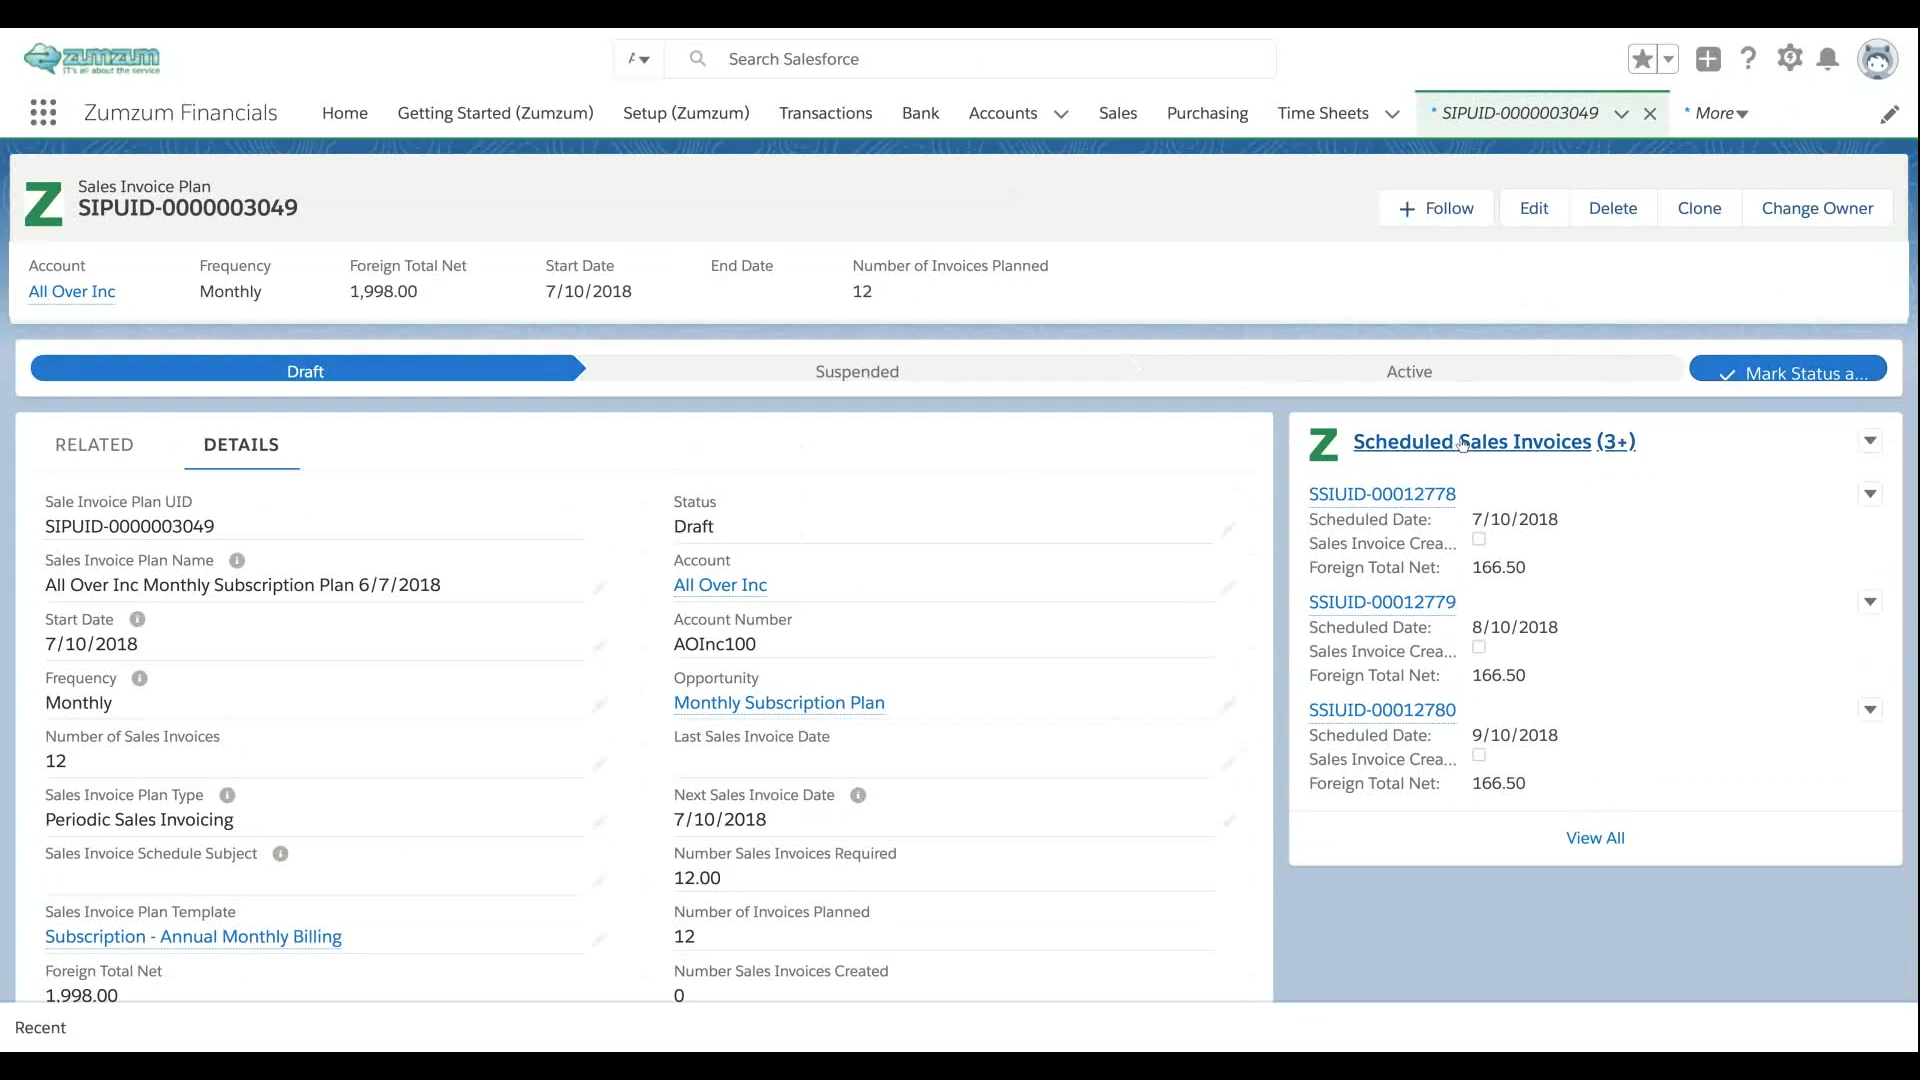 zumzum
IT's all about the service
Search Salesforce
Zumzum Financials
Home
Getting Started (Zumzum)
Setup (Zumzum)
Transactions
Bank
Accounts
Sales
Purchasing
Time Sheets
* SIPUID-0000003049
* More
Sales Invoice Plan
SIPUID-0000003049
Follow
Edit
Delete
Clone
Change Owner
Account
Frequency
Foreign Total Net
Start Date
End Date
Number of Invoices Planned
All Over Inc
Monthly
1,998.00
7/10/2018
12
Draft
Suspended
Active
Mark Status a...
RELATED
DETAILS
Sale Invoice Plan UID
SIPUID-0000003049
Sales Invoice Plan Name
All Over Inc Monthly Subscription Plan 6/7/2018
Start Date
7/10/2018
Frequency
Monthly
Number of Sales Invoices
12
Sales Invoice Plan Type
Periodic Sales Invoicing
Sales Invoice Schedule Subject
Sales Invoice Plan Template
Subscription - Annual Monthly Billing
Foreign Total Net
1,998.00
Status
Draft
Account
All Over Inc
Account Number
AOInc100
Opportunity
Monthly Subscription Plan
Last Sales Invoice Date
Next Sales Invoice Date
7/10/2018
Number Sales Invoices Required
12.00
Number of Invoices Planned
12
Number Sales Invoices Created
0
Scheduled Sales Invoices (3+)
SSIUID-00012778
Scheduled Date: 7/10/2018
Sales Invoice Crea...
Foreign Total Net: 166.50
SSIUID-00012779
Scheduled Date: 8/10/2018
Sales Invoice Crea...
Foreign Total Net: 166.50
SSIUID-00012780
Scheduled Date: 9/10/2018
Sales Invoice Crea...
Foreign Total Net: 166.50
View All
Recent